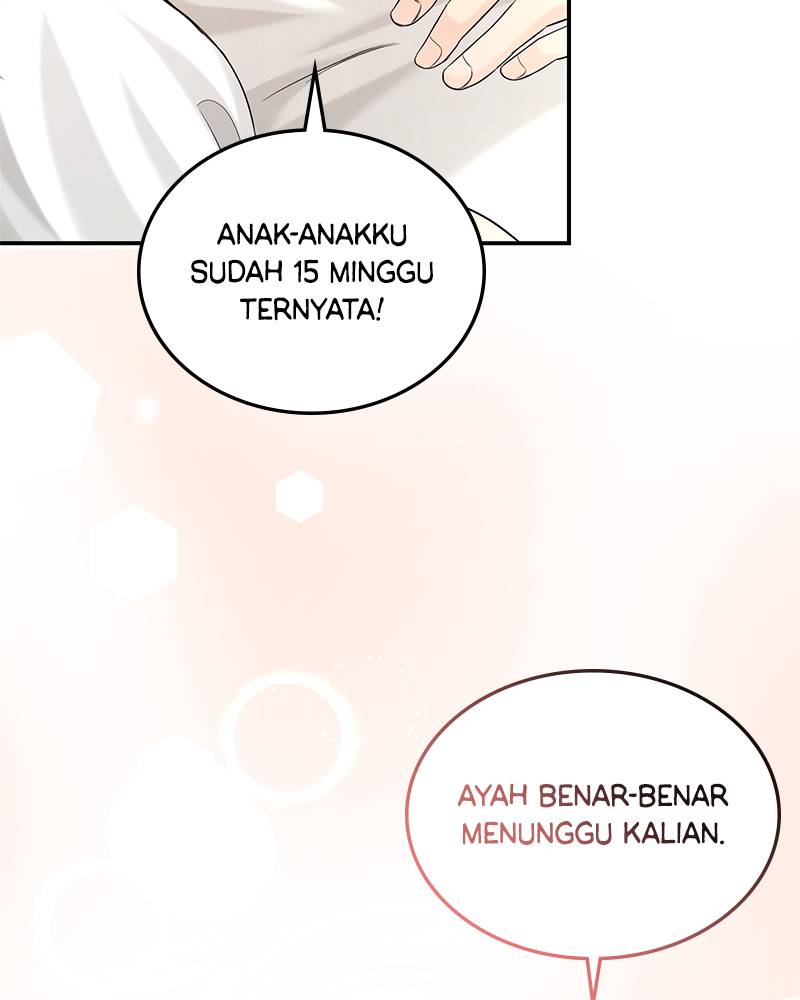 ANAK-ANAKKU
SUDAH 15 MINGGU
TERNYATA!
AYAH BENAR-BENAR
MENUNGGU KALIAN.